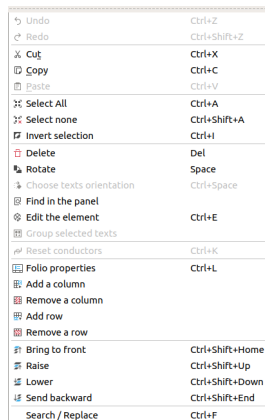 Undo Ctrl+Z
Redo Ctrl+Shift+Z
Cut Ctrl+X
Copy Ctrl+C
Paste Ctrl+V
Select All Ctrl+A
Select none Ctrl+Shift+A
Invert selection Ctrl+I
Delete Del
Rotate Space
Choose texts orientation Ctrl+Space
Find in the panel
Edit the element Ctrl+E
Group selected texts
Reset conductors Ctrl+K
Folio properties Ctrl+L
Add a column
Remove a column
Add row
Remove a row
Bring to front Ctrl+Shift+Home
Raise Ctrl+Shift+Up
Lower Ctrl+Shift+Down
Send backward Ctrl+Shift+End
Search / Replace Ctrl+F